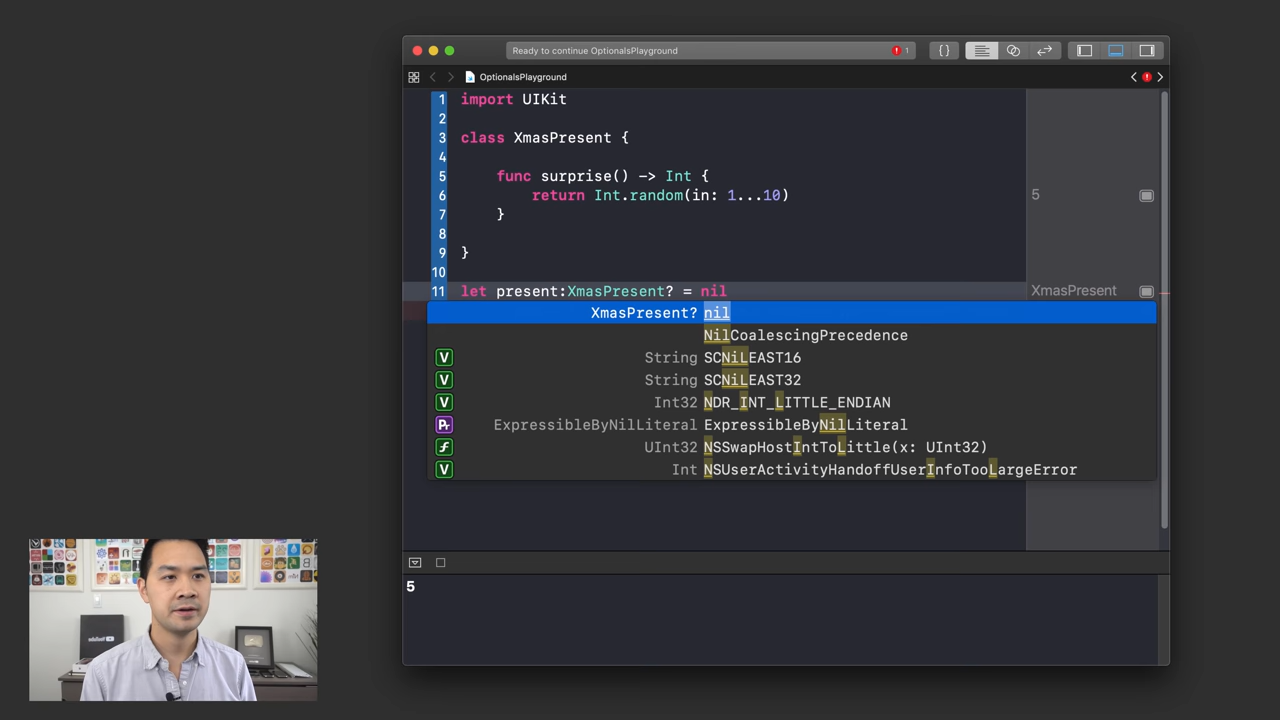 Ready to continue OptionalsPlayground
1
OptionalsPlayground
1 import UIKit
2
3 class XmasPresent {
4
5 func surprise() -> Int {
6 return Int.random(in: 1...10)
5
7 }
8
9 }
10
11 let present:XmasPresent? = nil
XmasPresent
XmasPresent? nil
NilCoalescingPrecedence
V String SCNiLEAST16
V String SCNiLEAST32
V Int32 NDR_INT_LITTLE_ENDIAN
Pr ExpressibleByNilLiteral ExpressibleByNilLiteral
f UInt32 NSSwapHostIntToLittle(x: UInt32)
V Int NSUserActivityHandoffUserInfoTooLargeError
5
YouTube